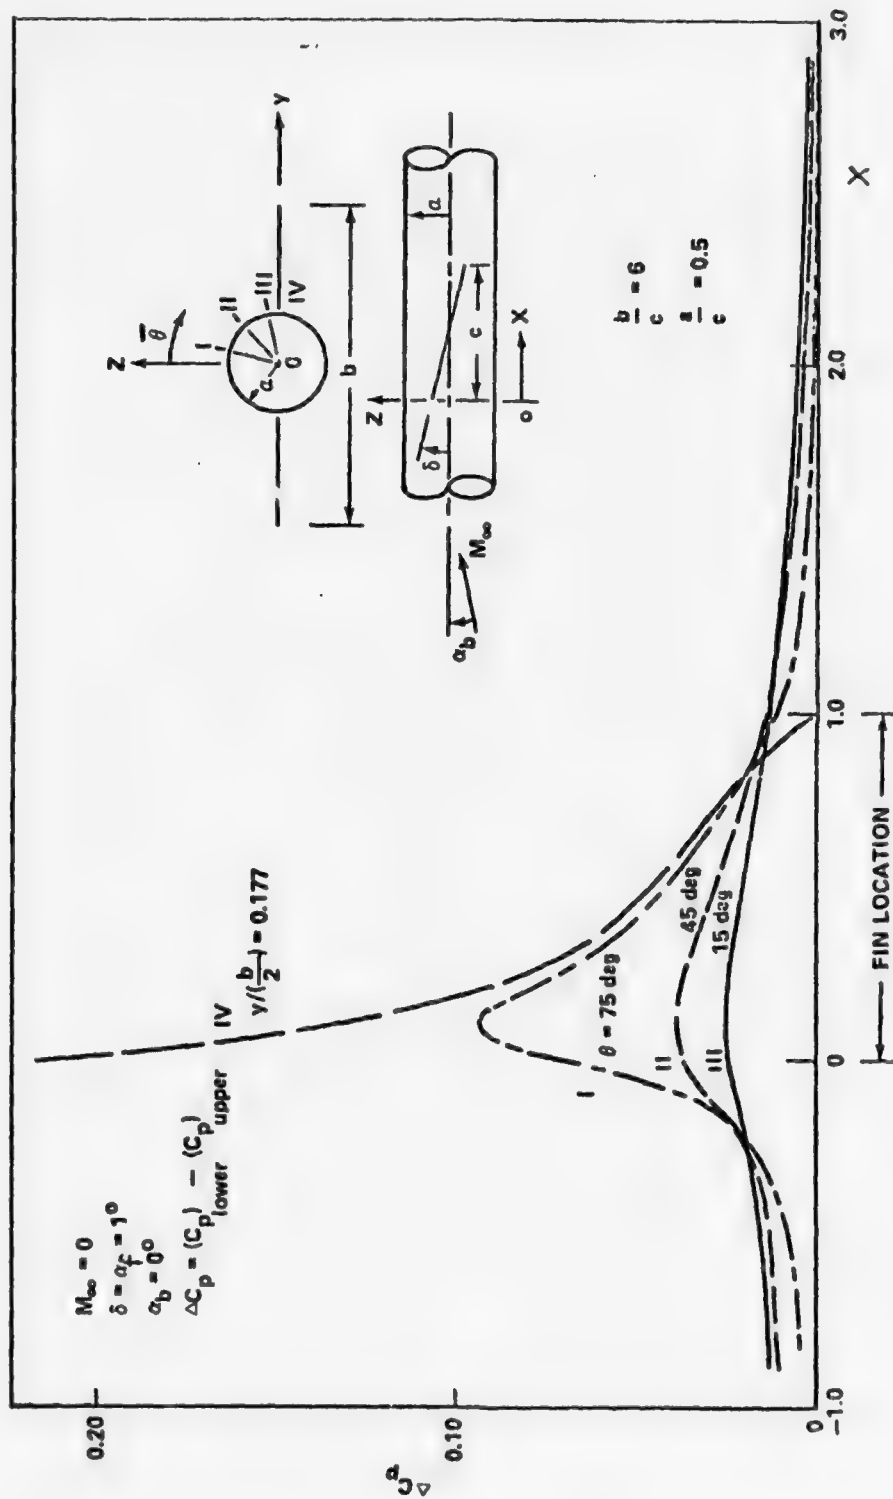 M∞ = 0
δ = αf = 1°
αb = 0°
ΔCp = (Cp)lower − (Cp)upper
IV
y/(b/2) = 0.177
I
θ = 75 deg
II
45 deg
III
15 deg
Z
θ̄
I
II
III
IV
a
0
y
b
Z
δ
a
c
o
X
αb
M∞
b/c = 6
a/c = 0.5
ΔCp
0.20
0.10
0
-1.0
0
1.0
2.0
3.0
X
FIN LOCATION